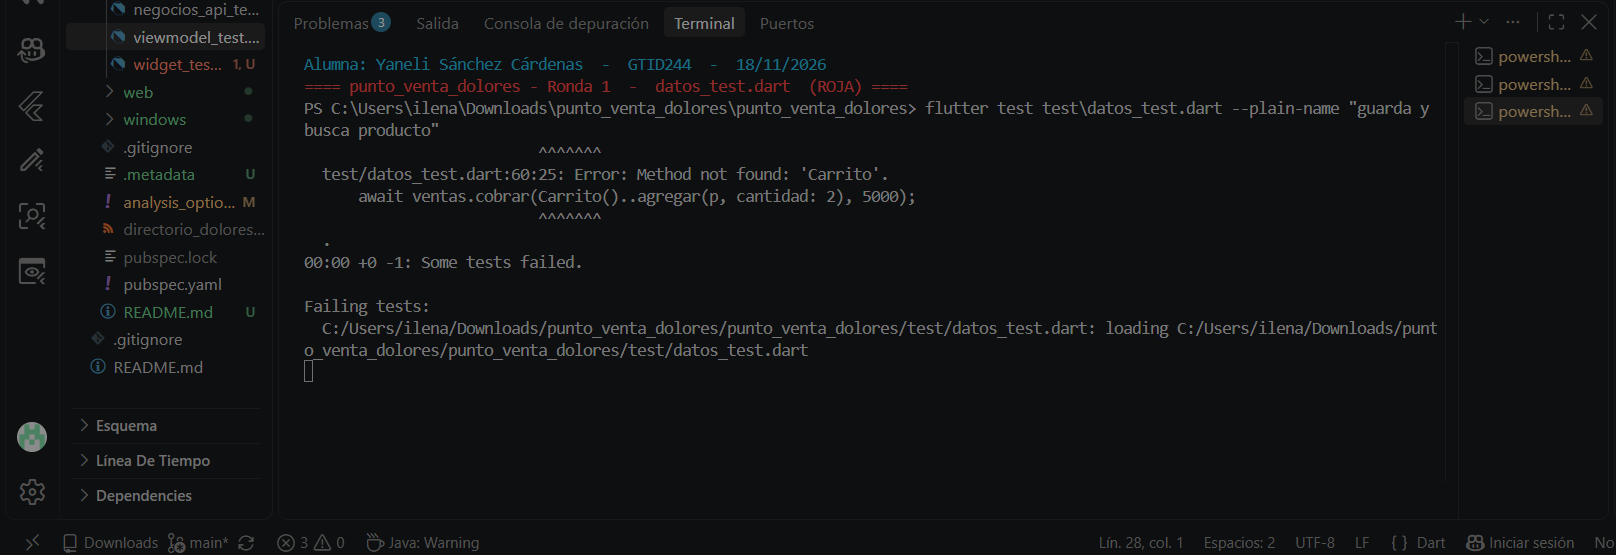 negocios_api_te...
viewmodel_test....
widget_tes... 1, U
web
windows
.gitignore
.metadata U
analysis_optio... M
directorio_dolores...
pubspec.lock
pubspec.yaml
README.md U
.gitignore
README.md
Esquema
Línea De Tiempo
Dependencies
Problemas 3 Salida Consola de depuración Terminal Puertos
Alumna: Yaneli Sánchez Cárdenas - GTID244 - 18/11/2026
==== punto_venta_dolores - Ronda 1 - datos_test.dart (ROJA) ====
PS C:\Users\ilena\Downloads\punto_venta_dolores\punto_venta_dolores> flutter test test\datos_test.dart --plain-name "guarda y
busca producto"
^^^^^^^
test/datos_test.dart:60:25: Error: Method not found: 'Carrito'.
await ventas.cobrar(Carrito()..agregar(p, cantidad: 2), 5000);
^^^^^^^
.
00:00 +0 -1: Some tests failed.
Failing tests:
C:/Users/ilena/Downloads/punto_venta_dolores/punto_venta_dolores/test/datos_test.dart: loading C:/Users/ilena/Downloads/punt
o_venta_dolores/punto_venta_dolores/test/datos_test.dart
powersh...
powersh...
powersh...
Downloads main* 3 0 Java: Warning Lín. 28, col. 1 Espacios: 2 UTF-8 LF { } Dart Iniciar sesión No